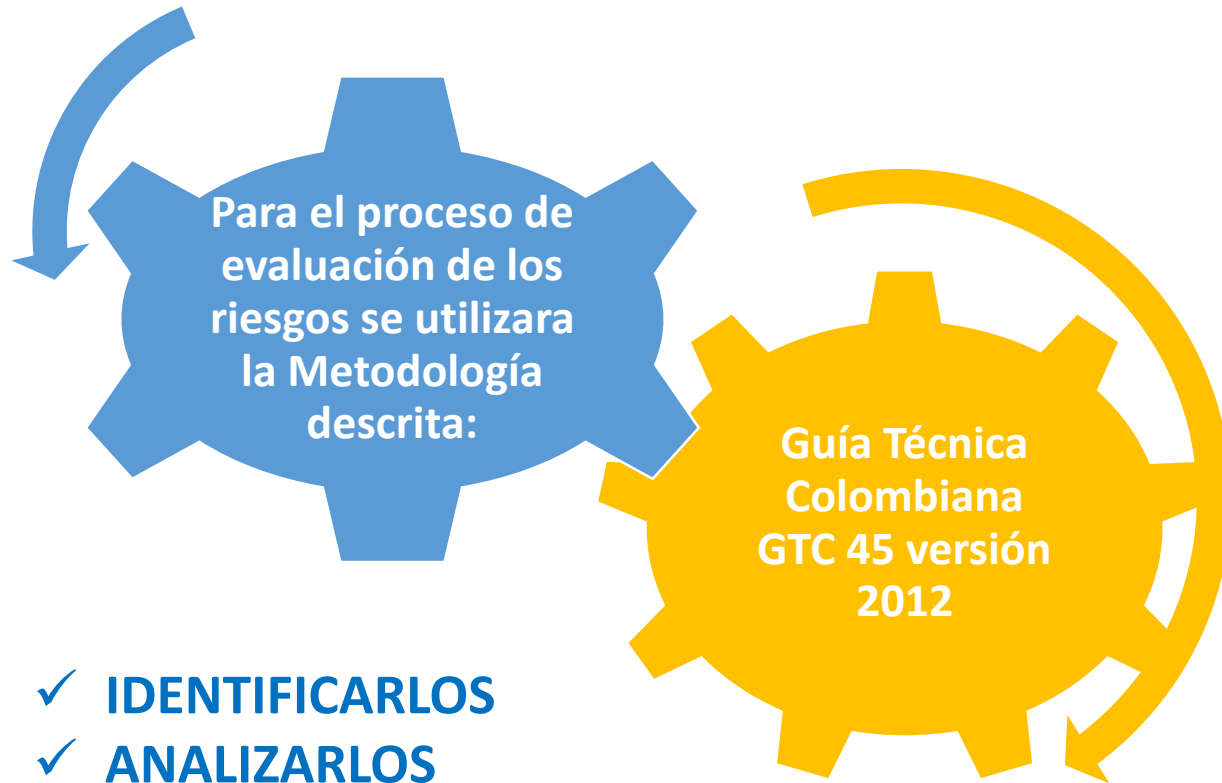 Para el proceso de
evaluación de los
riesgos se utilizara
la Metodología
descrita:
Guía Técnica
Colombiana
GTC 45 versión
2012
✓ IDENTIFICARLOS
✓ ANALIZARLOS